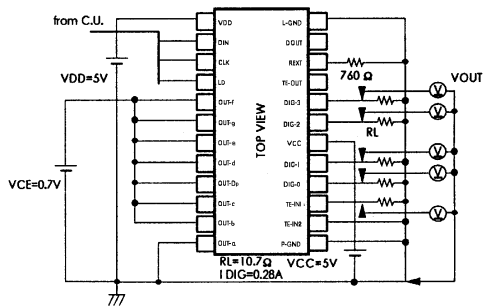 from C.U.
VDD
DIN
CLK
LD
OUT-f
OUT-g
OUT-e
OUT-d
OUT-Dp
OUT-c
OUT-b
OUT-a
TOP VIEW
L-GND
DOUT
REXT
TE-OUT
DIG-3
DIG-2
VCC
DIG-1
DIG-0
TE-IN1
TE-IN2
P-GND
VDD=5V
VCE=0.7V
760 Ω
VOUT
V
V
RL
V
V
V
RL=10.7Ω
I DIG=0.28A
VCC=5V